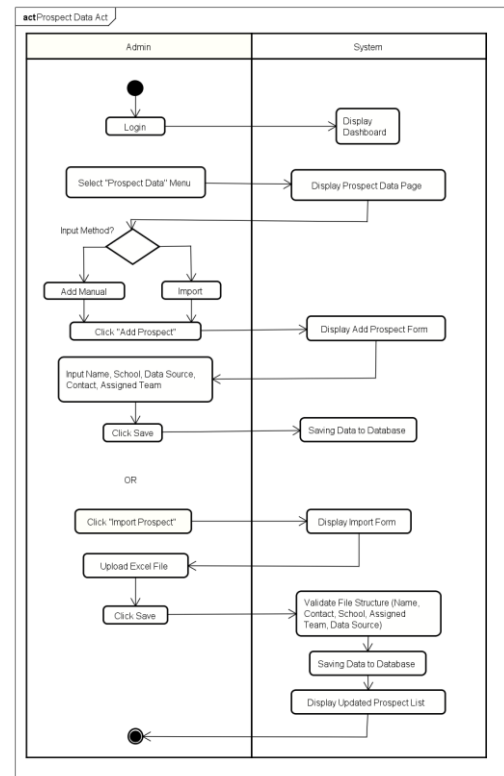 act Prospect Data Act
Admin
System
Login
Display
Dashboard
Select "Prospect Data" Menu
Display Prospect Data Page
Input Method?
Add Manual
Import
Click "Add Prospect"
Display Add Prospect Form
Input Name, School, Data Source,
Contact, Assigned Team
Click Save
Saving Data to Database
OR
Click "Import Prospect"
Display Import Form
Upload Excel File
Click Save
Validate File Structure (Name,
Contact, School, Assigned
Team, Data Source)
Saving Data to Database
Display Updated Prospect List